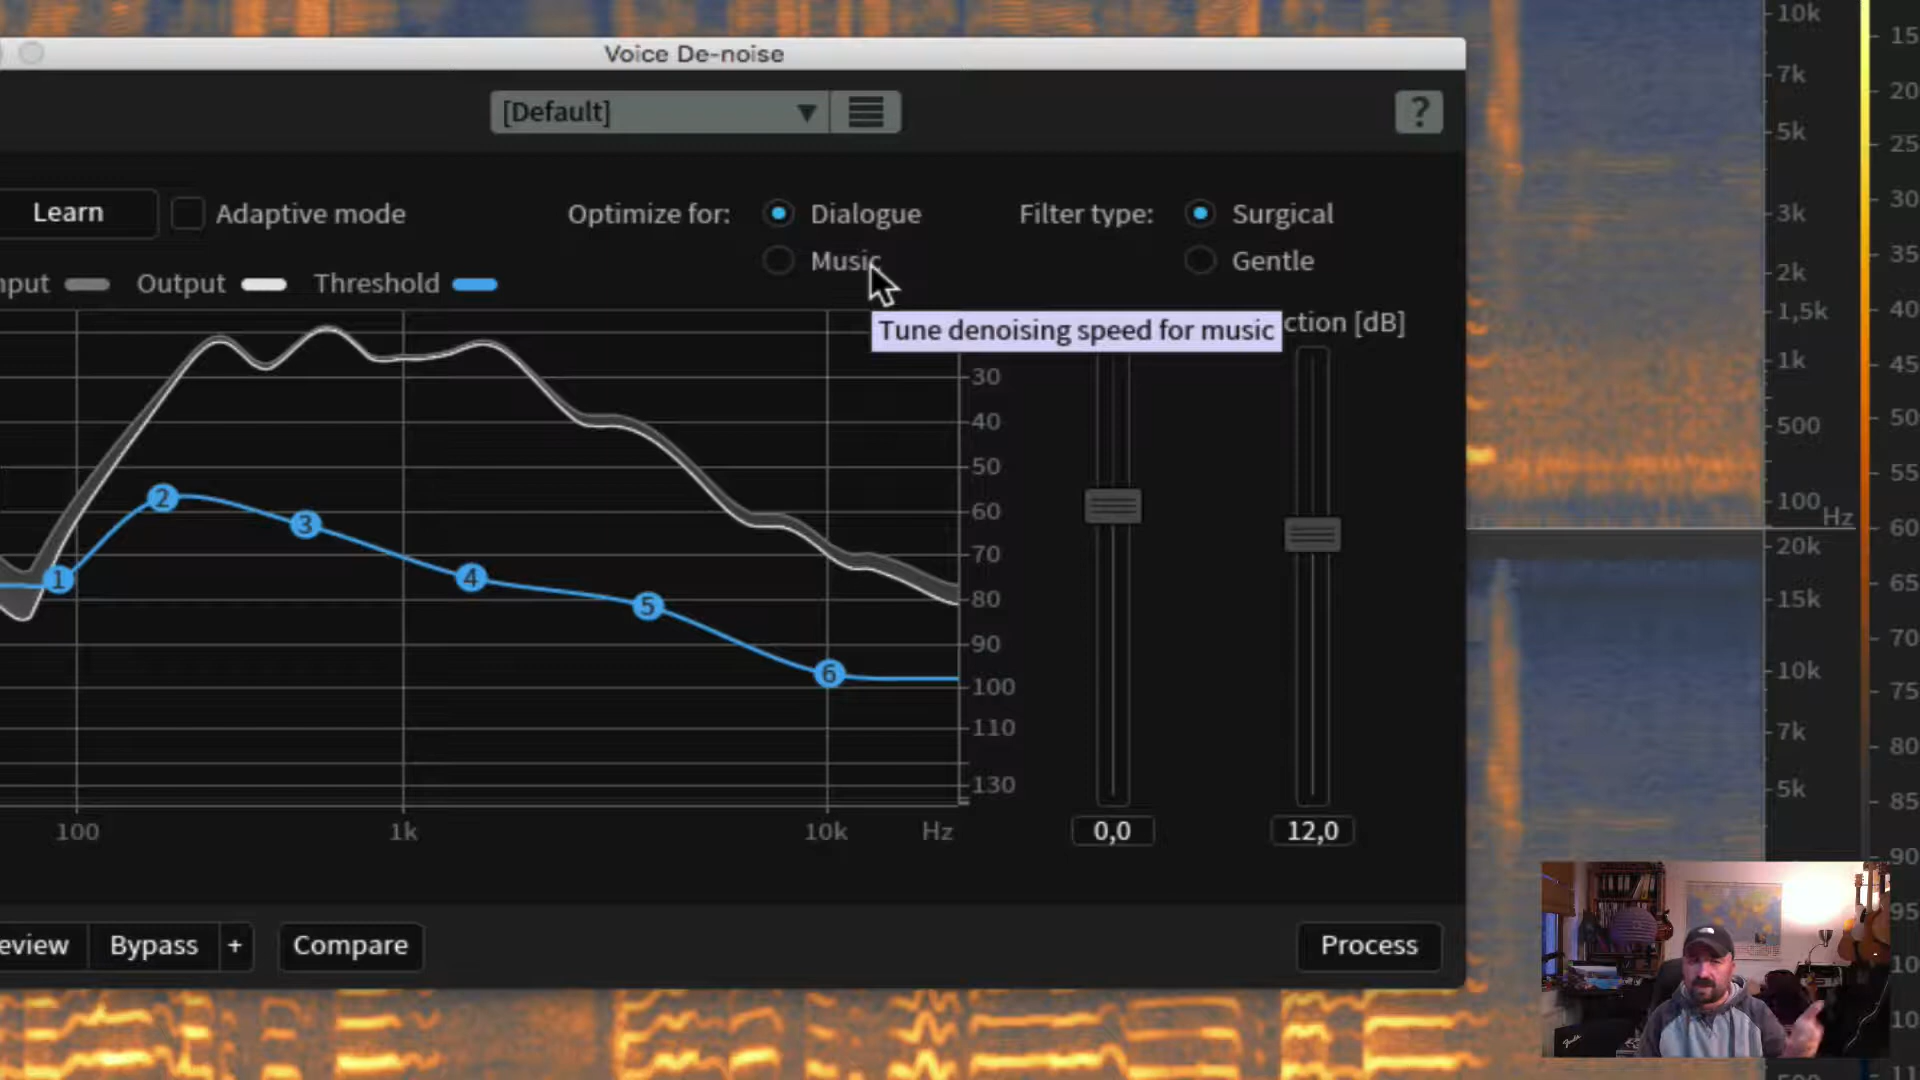 Voice De-noise
[Default]
?
Learn
Adaptive mode
Optimize for:
Dialogue
Music
Filter type:
Surgical
Gentle
nput
Output
Threshold
Tune denoising speed for music
ction [dB]
30
40
50
60
70
80
90
100
110
130
1
2
3
4
5
6
100
1k
10k
Hz
0,0
12,0
eview
Bypass
+
Compare
Process
10k
7k
5k
3k
2k
1,5k
1k
500
100
Hz
20k
15k
10k
7k
5k
15
20
25
30
35
40
45
50
55
60
65
70
75
80
85
90
95
10
10
11